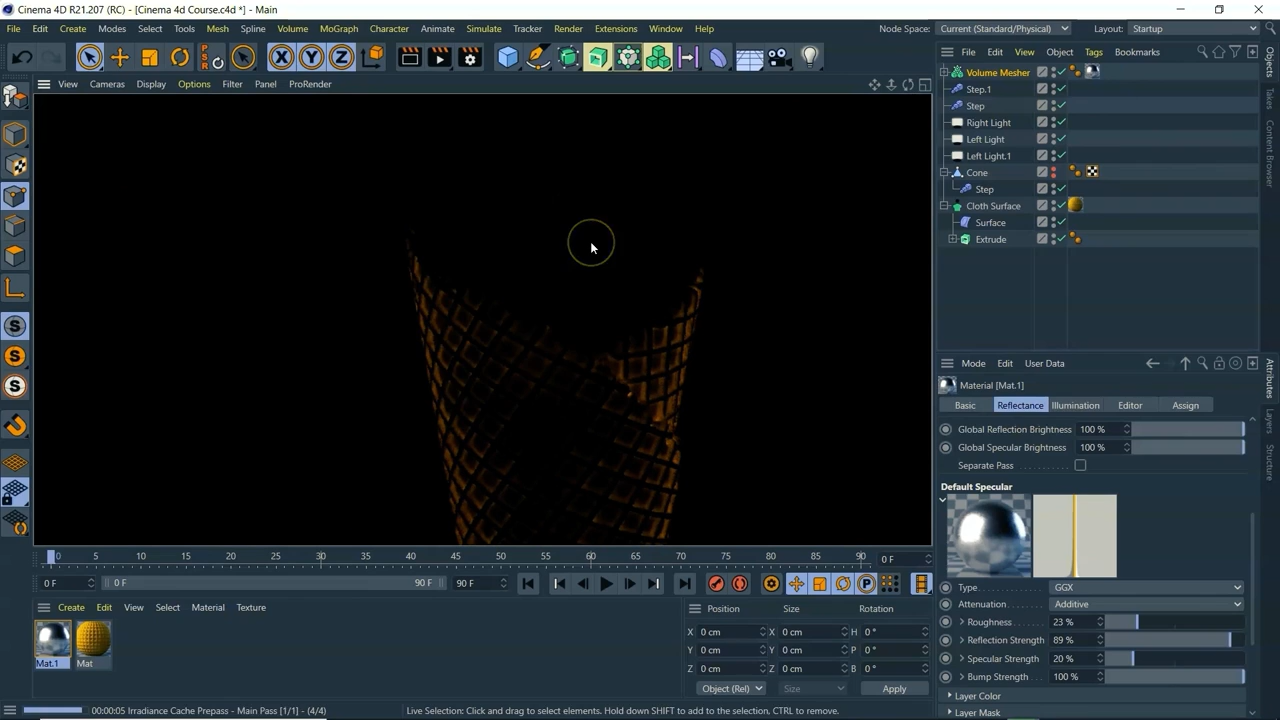 Cinema 4D R21.207 (RC) - [Cinema 4d Course.c4d *] - Main
File Edit Create Modes Select Tools Mesh Spline Volume MoGraph Character Animate Simulate Tracker Render Extensions Window Help Node Space: Current (Standard/Physical) Layout: Startup
X Y Z
PSR
View Cameras Display Options Filter Panel ProRender
File Edit View Object Tags Bookmarks
Volume Mesher
Step.1
Step
Right Light
Left Light
Left Light.1
Cone
Step
Cloth Surface
Surface
Extrude
Objects
Takes
Content Browser
Mode Edit User Data
Material [Mat.1]
Basic Reflectance Illumination Editor Assign
Global Reflection Brightness 100 %
Global Specular Brightness 100 %
Separate Pass
Default Specular
Type GGX
Attenuation Additive
Roughness 23 %
Reflection Strength 89 %
Specular Strength 20 %
Bump Strength 100 %
Layer Color
Layer Mask
Attributes
Layers
Structure
0 5 10 15 20 25 30 35 40 45 50 55 60 65 70 75 80 85 90 0 F
0 F 0 F 90 F 90 F
Create Edit View Select Material Texture
Mat.1 Mat
Position Size Rotation
X 0 cm X 0 cm H 0 °
Y 0 cm Y 0 cm P 0 °
Z 0 cm Z 0 cm B 0 °
Object (Rel) Size Apply
00:00:05 Irradiance Cache Prepass - Main Pass [1/1] - (4/4) Live Selection: Click and drag to select elements. Hold down SHIFT to add to the selection, CTRL to remove.